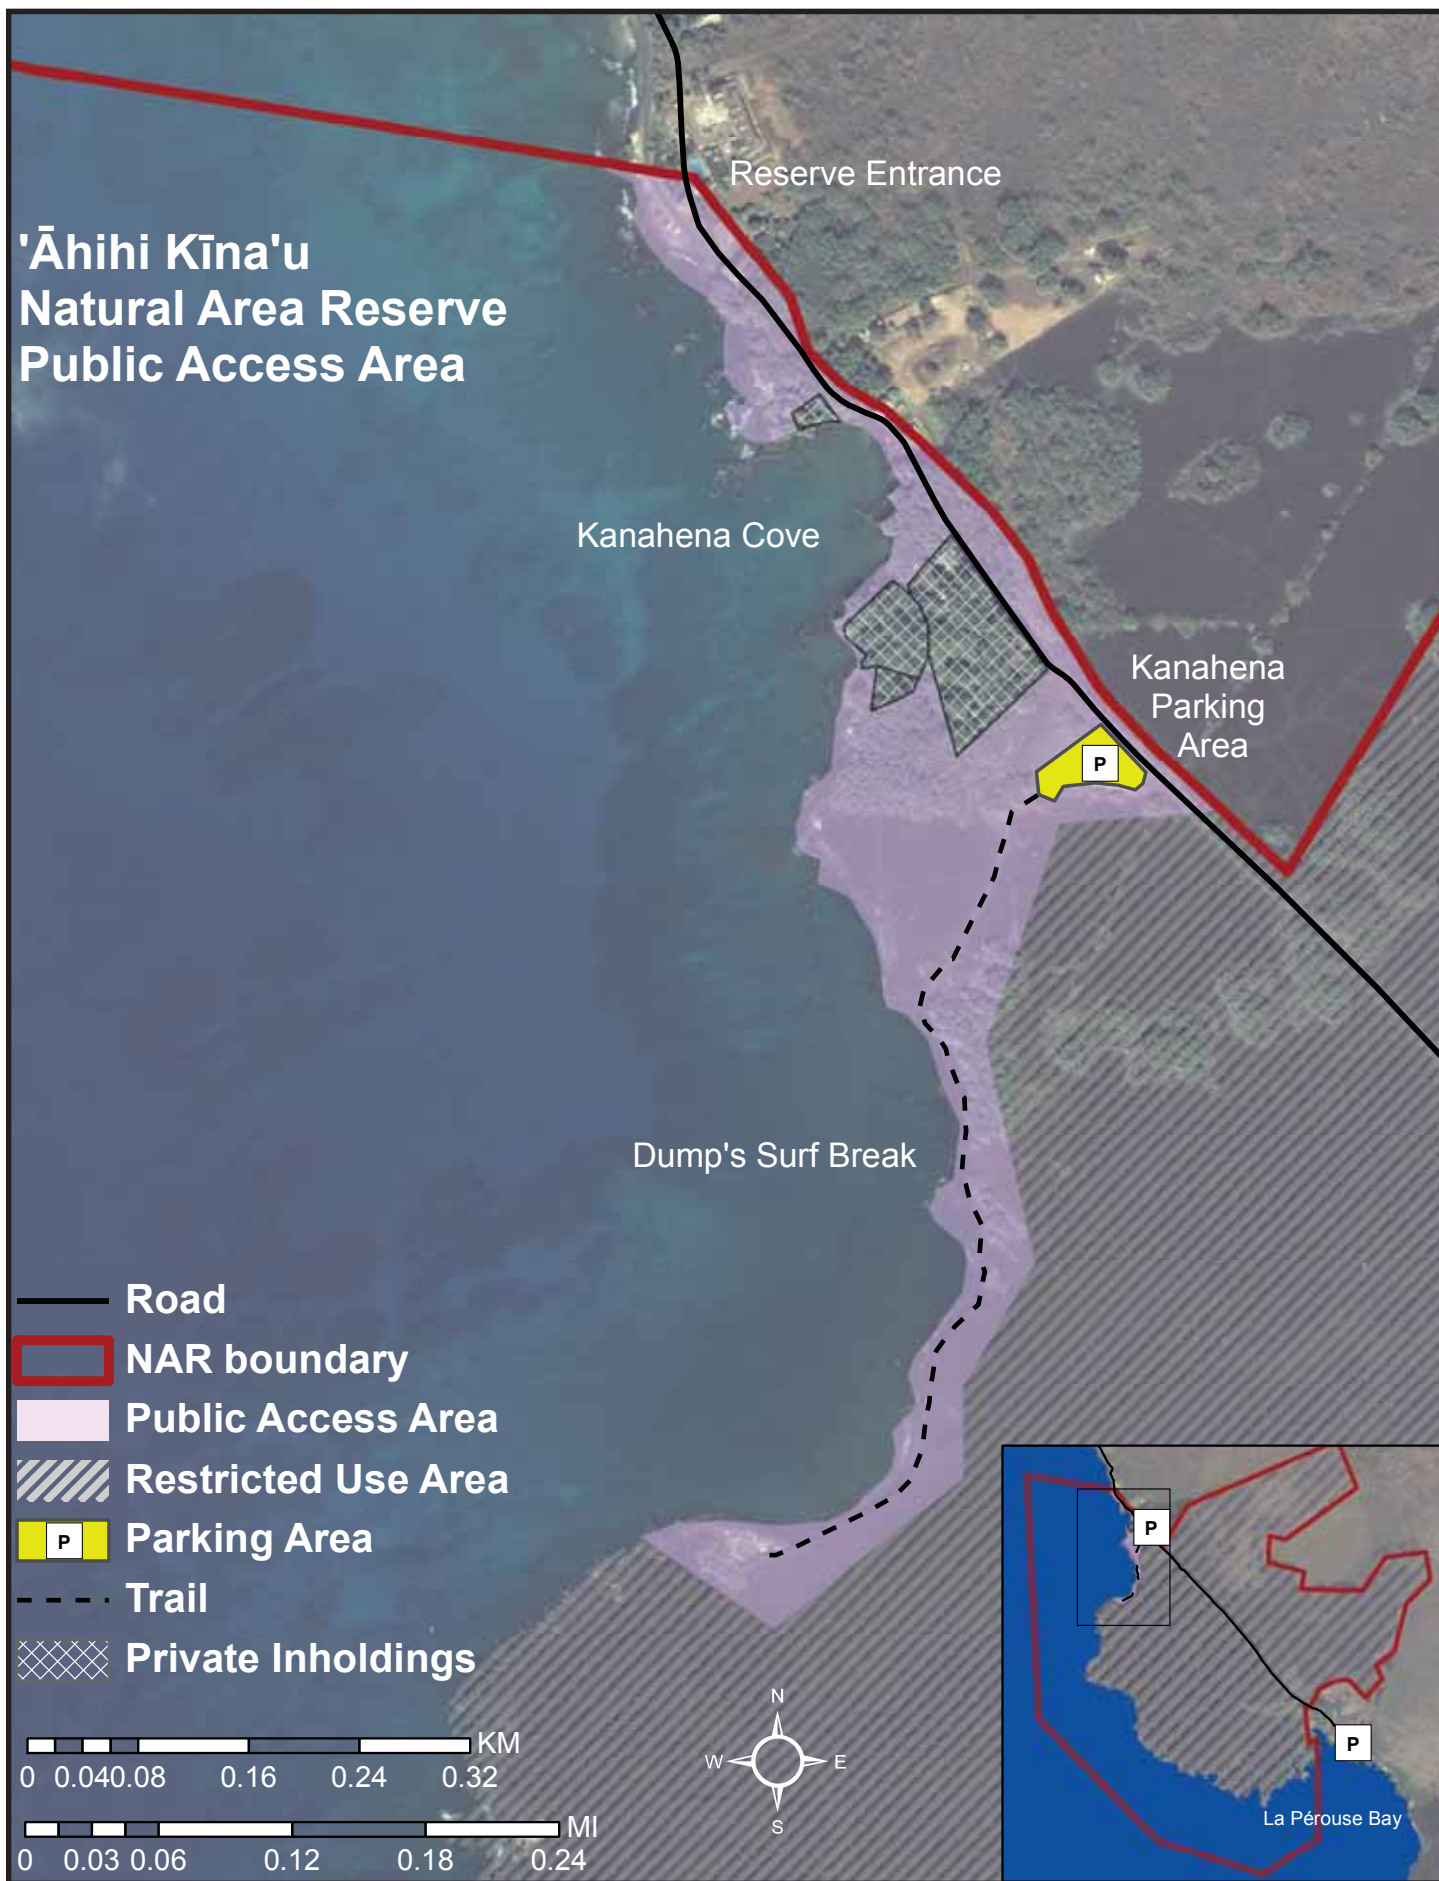 Reserve Entrance
'Āhihi Kīna'u
Natural Area Reserve
Public Access Area
Kanahena Cove
Kanahena
Parking
Area
P
Dump's Surf Break
Road
NAR boundary
Public Access Area
Restricted Use Area
P Parking Area
Trail
Private Inholdings
KM
0 0.04 0.08 0.16 0.24 0.32
MI
0 0.03 0.06 0.12 0.18 0.24
N
W E
S
P
P
La Pérouse Bay